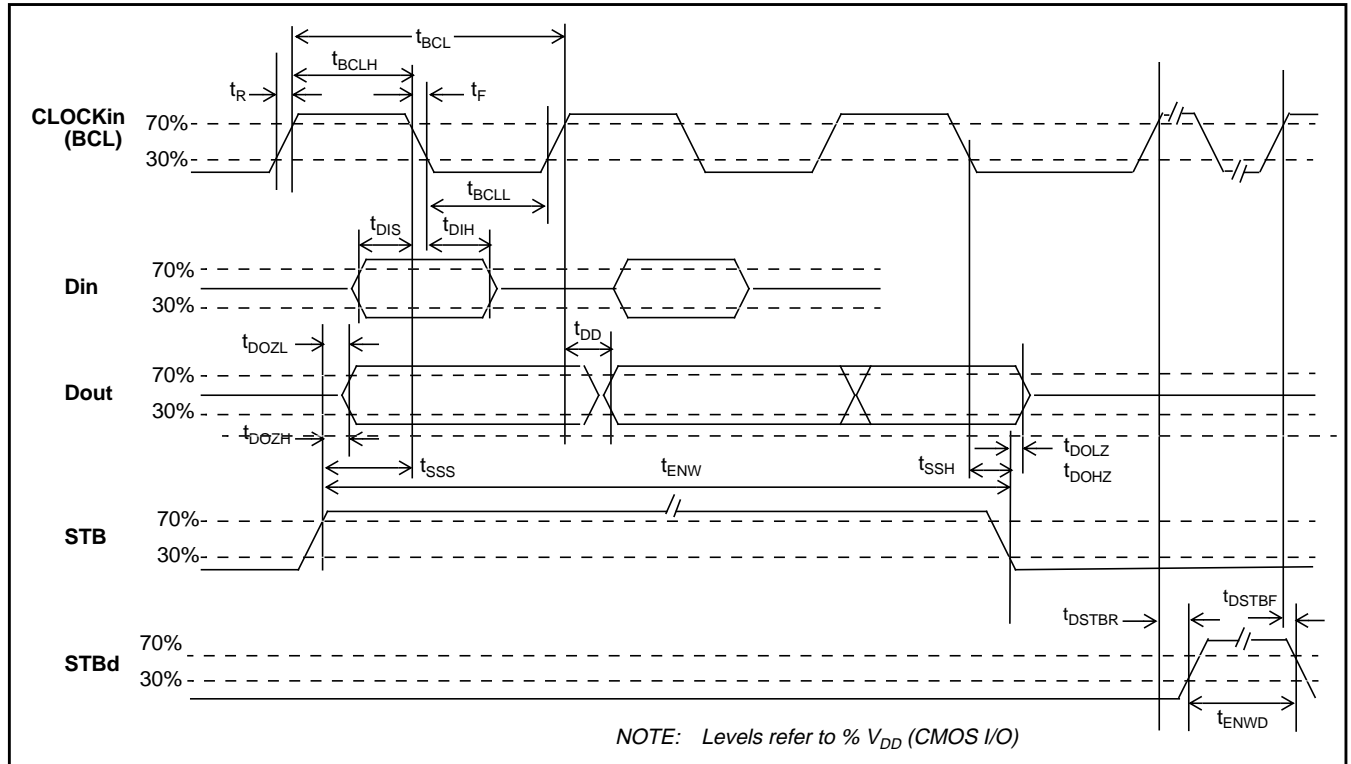 tBCL
tBCLH
tR
tF
CLOCKin
(BCL)
70%
30%
tBCLL
tDIS
tDIH
Din
70%
30%
tDD
tDOZL
Dout
70%
30%
tDOZH
tDOLZ
tSSS
tENW
tSSH
tDOHZ
STB
70%
30%
tDSTBR
tDSTBF
STBd
70%
30%
tENWD
NOTE: Levels refer to % VDD (CMOS I/O)